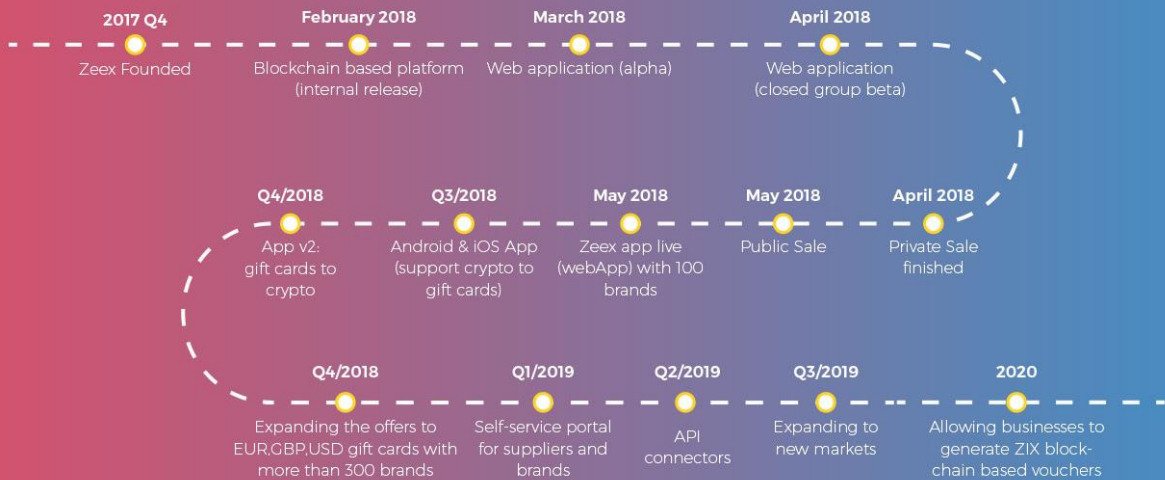 2017 Q4
Zeex Founded
February 2018
Blockchain based platform
(internal release)
March 2018
Web application (alpha)
April 2018
Web application
(closed group beta)
April 2018
Private Sale
finished
May 2018
Public Sale
May 2018
Zeex app live
(webApp) with 100
brands
Q3/2018
Android & iOS App
(support crypto to
gift cards)
Q4/2018
App v2:
gift cards to
crypto
Q4/2018
Expanding the offers to
EUR,GBP,USD gift cards with
more than 300 brands
Q1/2019
Self-service portal
for suppliers and
brands
Q2/2019
API
connectors
Q3/2019
Expanding to
new markets
2020
Allowing businesses to
generate ZIX block-
chain based vouchers